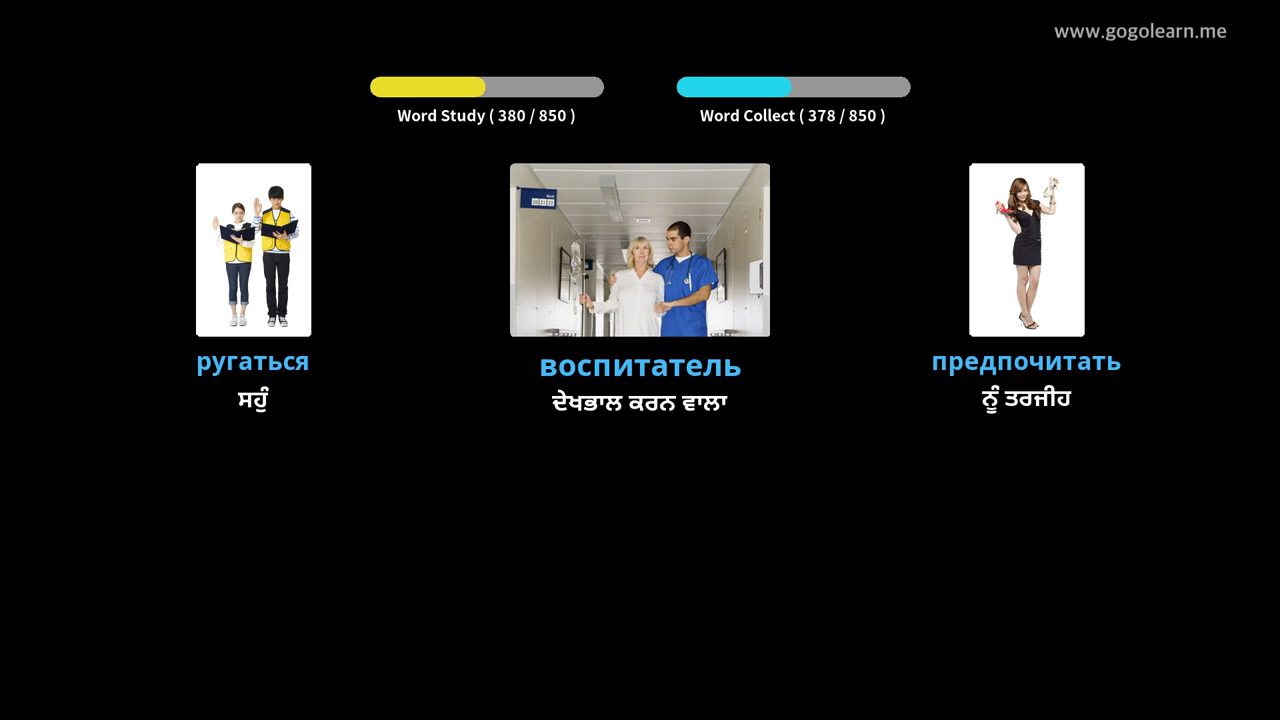 www.gogolearn.me
Word Study ( 380 / 850 )
Word Collect ( 378 / 850 )
ругаться
ਸਹੁੰ
воспитатель
ਦੇਖਭਾਲ ਕਰਨ ਵਾਲਾ
предпочитать
ਨੂੰ ਤਰਜੀਹ